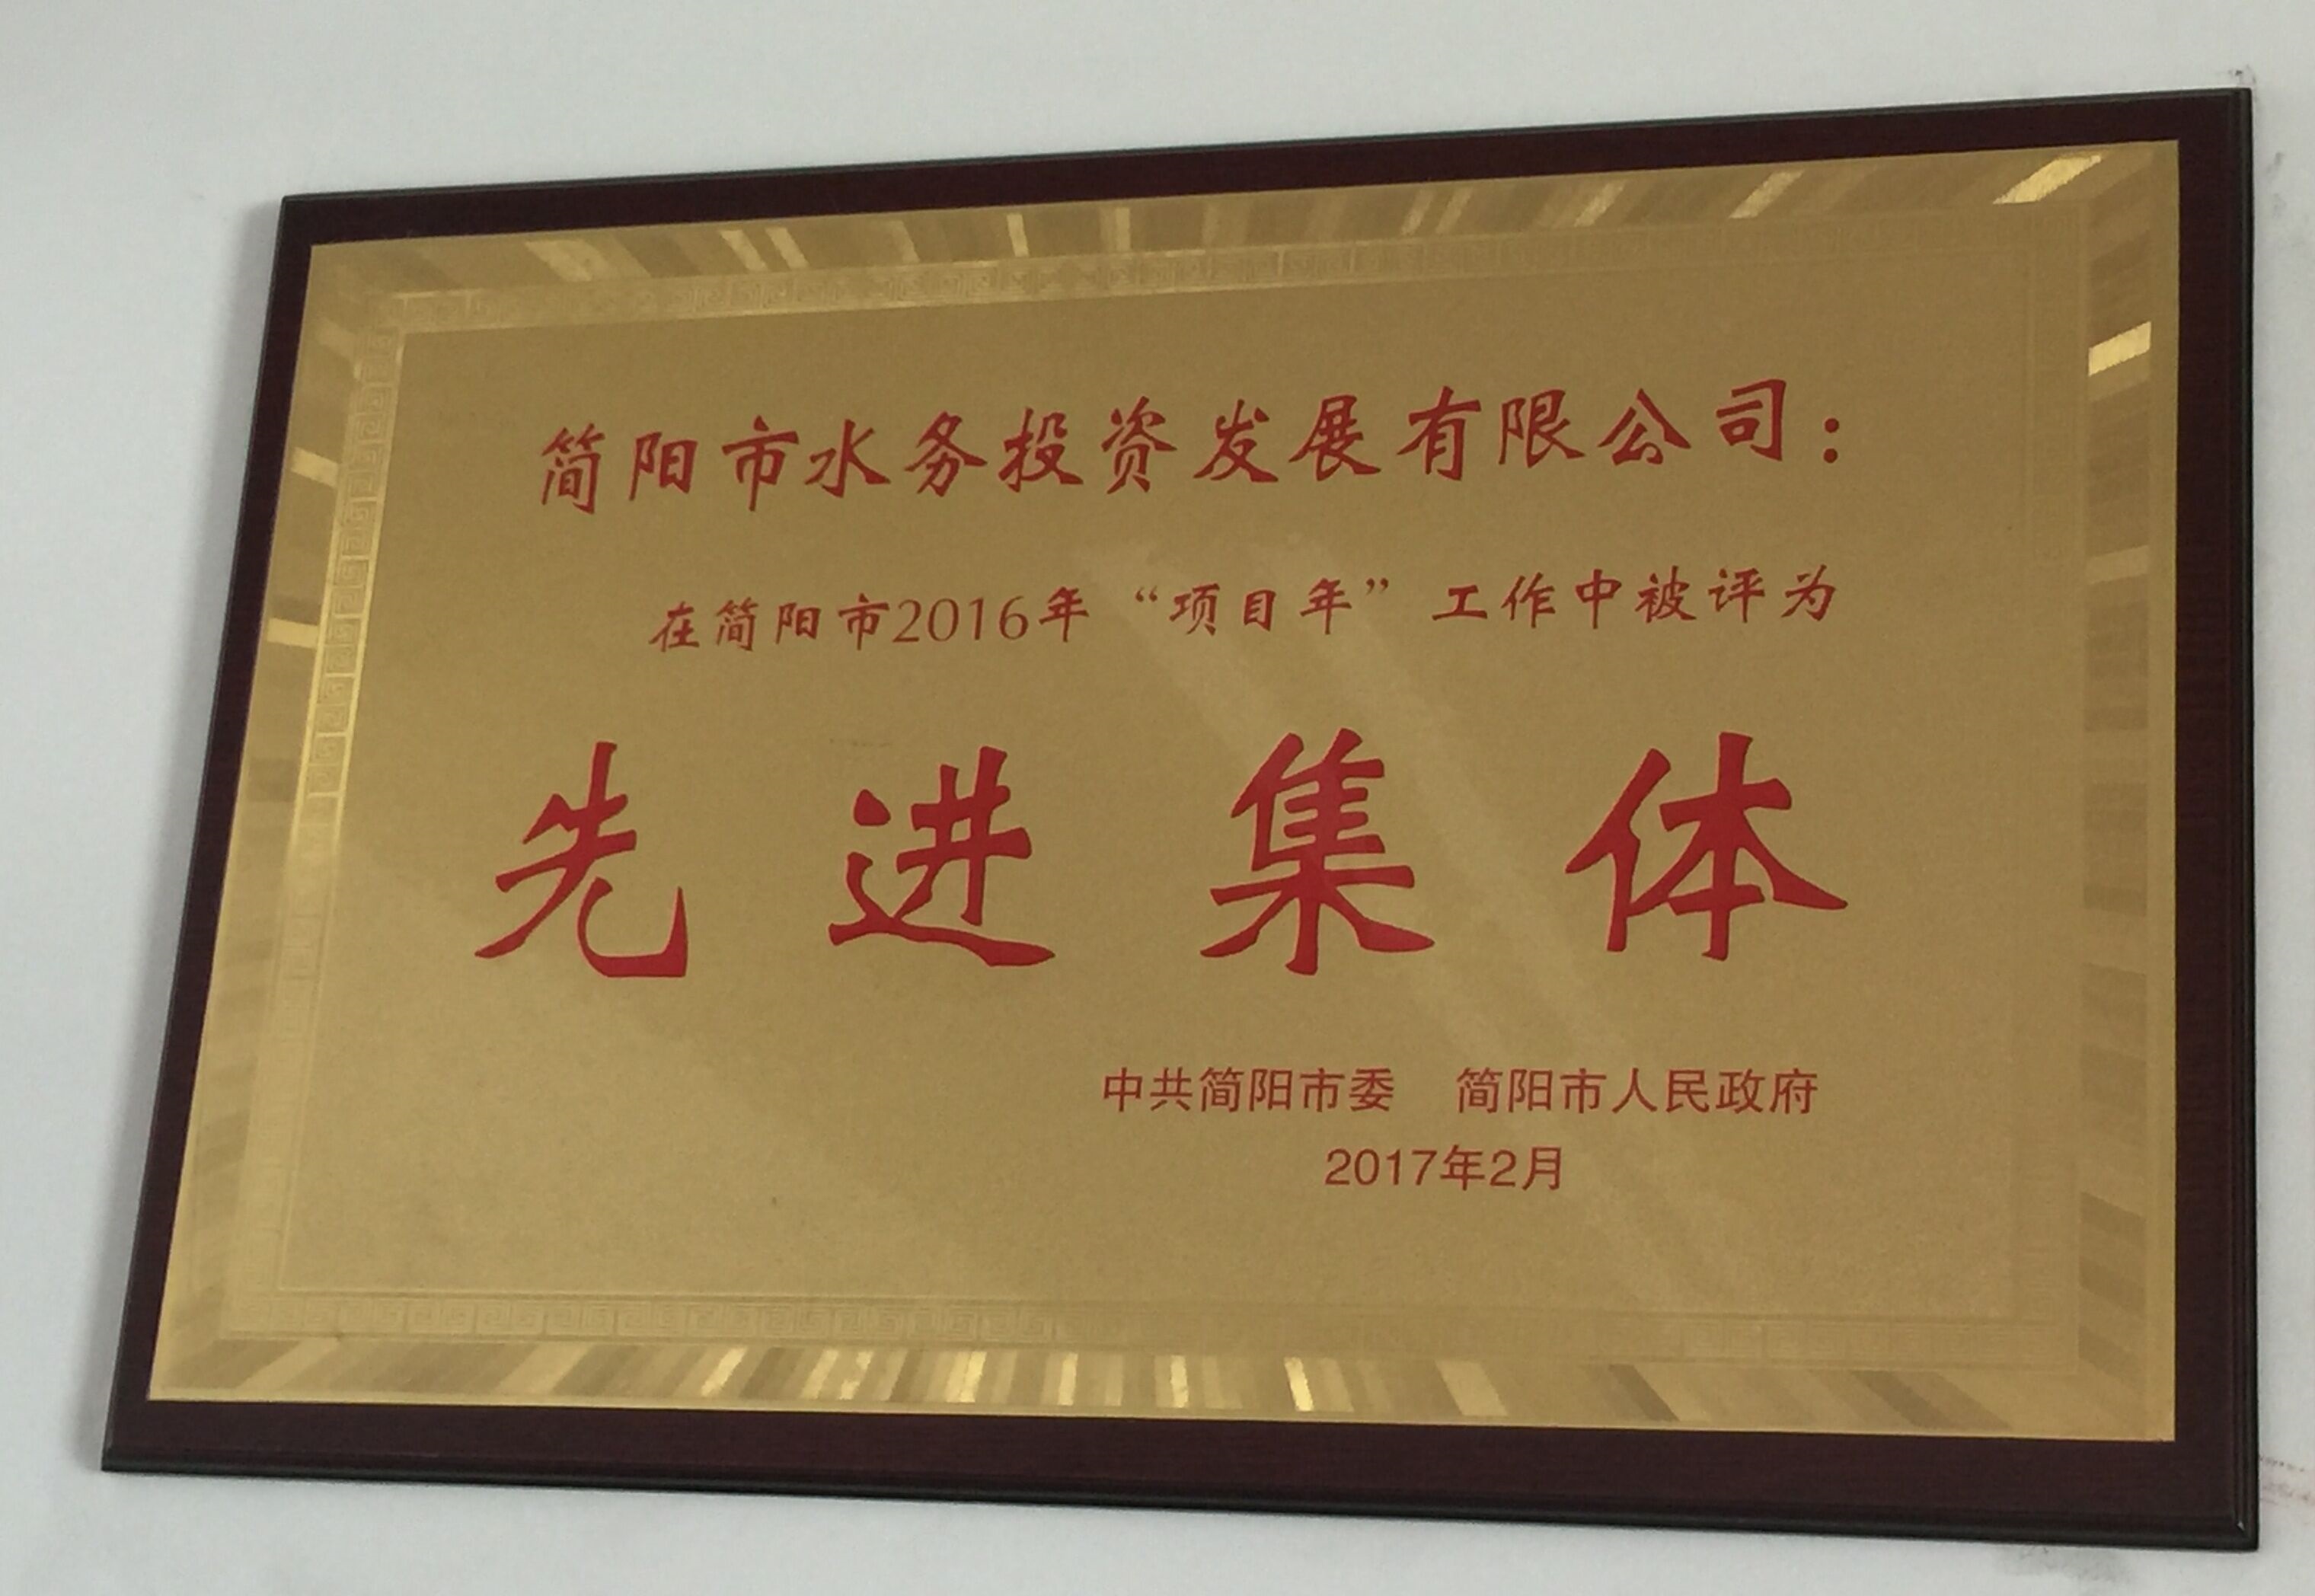 简阳市水务投资发展有限公司：
在简阳市2016年“项目年”工作中被评为
先进集体
中共简阳市委 简阳市人民政府
2017年2月